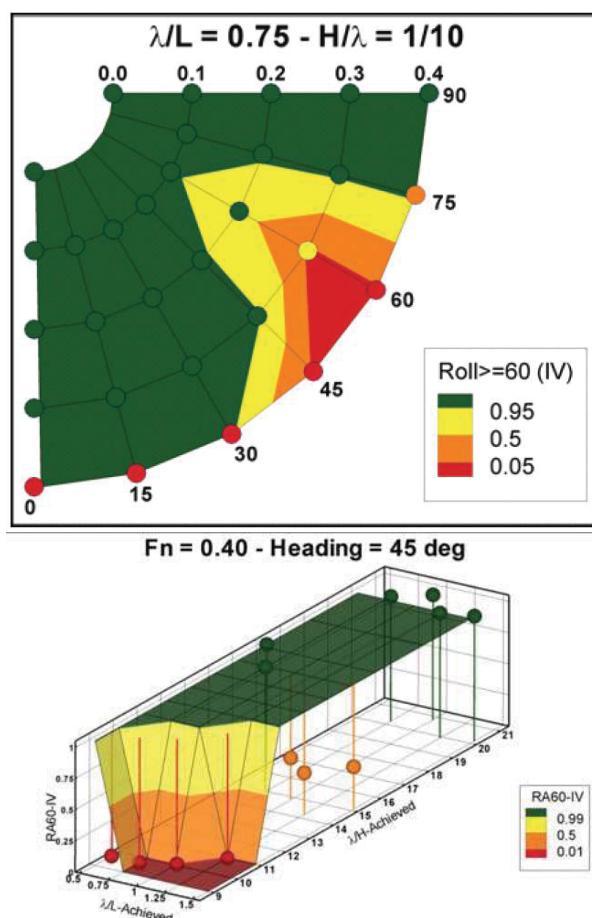 λ/L = 0.75 - H/λ = 1/10
0.0 0.1 0.2 0.3 0.4
90
75
60
45
30
15
0
Roll>=60 (IV)
0.95
0.5
0.05
Fn = 0.40 - Heading = 45 deg
RA60-IV
1
0.75
0.5
0.25
0
0.5 0.75 1 1.25 1.5
λ/L-Achieved
9 10 11 12 13 14 15 16 17 18 19 20 21
λ/H-Achieved
RA60-IV
0.99
0.5
0.01